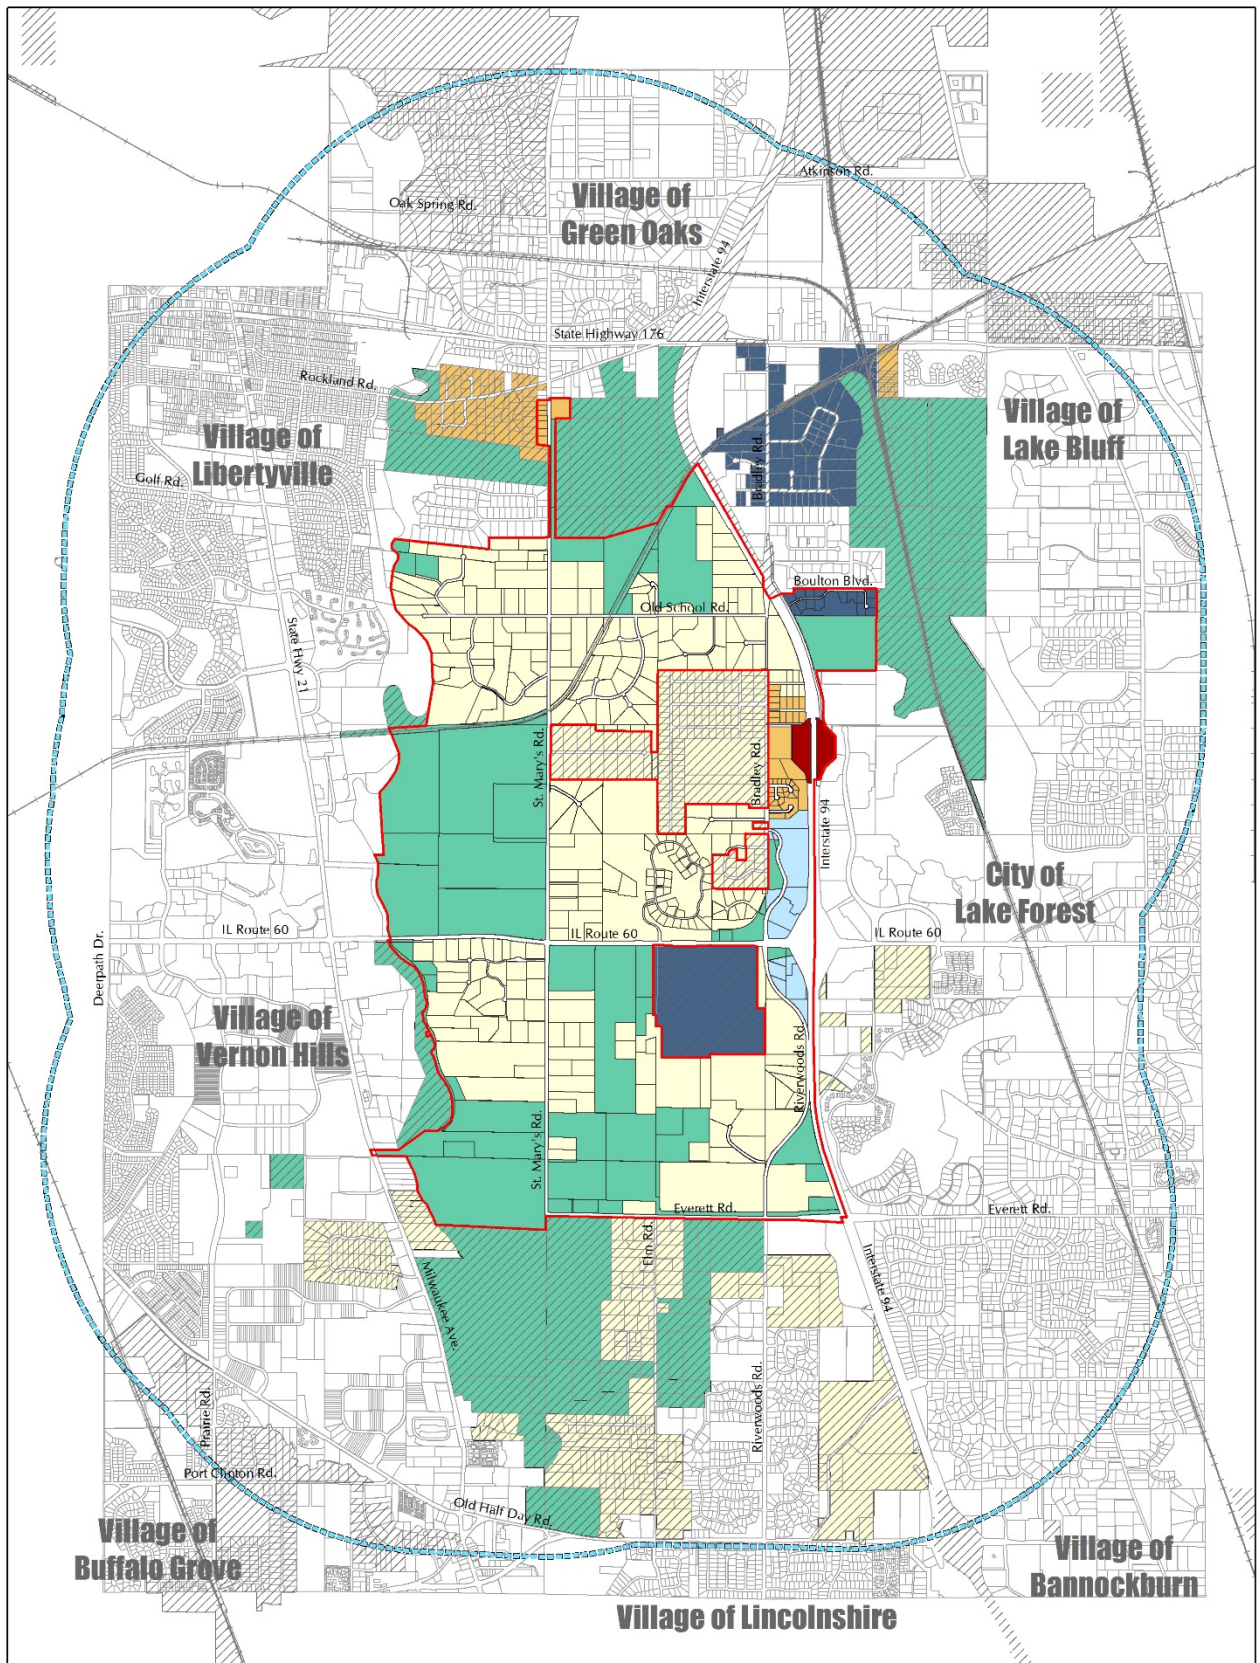 Atkinson Rd.
Oak Spring Rd.
Village of
Green Oaks
Interstate 94
State Highway 176
Rockland Rd.
Village of
Libertyville
Village of
Lake Bluff
Golf Rd.
Bradley Rd.
Boulton Blvd.
Old School Rd.
State Hwy 21
St. Mary's Rd.
Bradley Rd.
Interstate 94
City of
Lake Forest
Deerpath Dr.
IL Route 60
IL Route 60
IL Route 60
Village of
Vernon Hills
Riverwoods Rd.
St. Mary's Rd.
Everett Rd.
Everett Rd.
Elm Rd.
Interstate 94
Milwaukee Ave.
Riverwoods Rd.
Prairie Rd.
Port Clinton Rd.
Old Half Day Rd.
Village of
Buffalo Grove
Village of
Bannockburn
Village of Lincolnshire